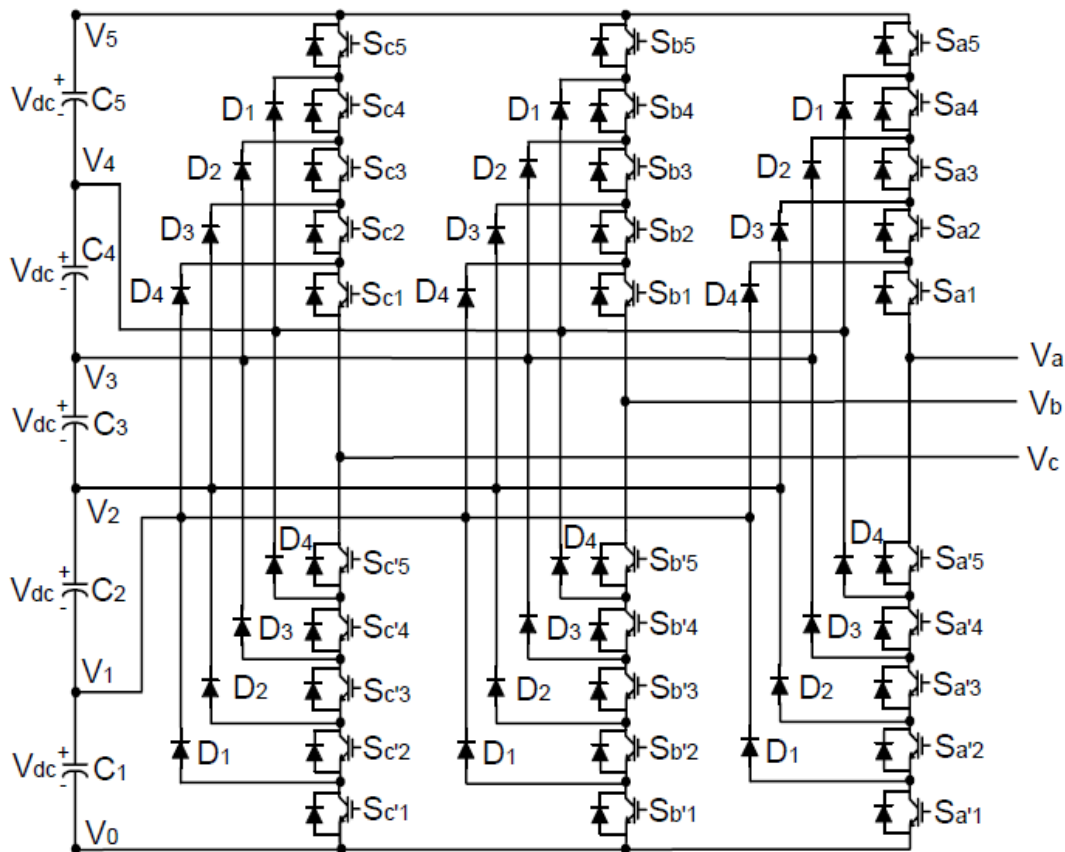 V5 Sc5 Sb5 Sa5
Vdc + - C5 D1 Sc4 D1 Sb4 D1 Sa4
V4 D2 Sc3 D2 Sb3 D2 Sa3
C4 D3 Sc2 D3 Sb2 D3 Sa2
Vdc + - D4 Sc1 D4 Sb1 D4 Sa1
V3 Va
Vdc + - C3 Vb
Vc
V2
D4 Sc'5 D4 Sb'5 D4 Sa'5
Vdc + - C2 D3 Sc'4 D3 Sb'4 D3 Sa'4
V1 D2 Sc'3 D2 Sb'3 D2 Sa'3
Vdc + - C1 D1 Sc'2 D1 Sb'2 D1 Sa'2
V0 Sc'1 Sb'1 Sa'1